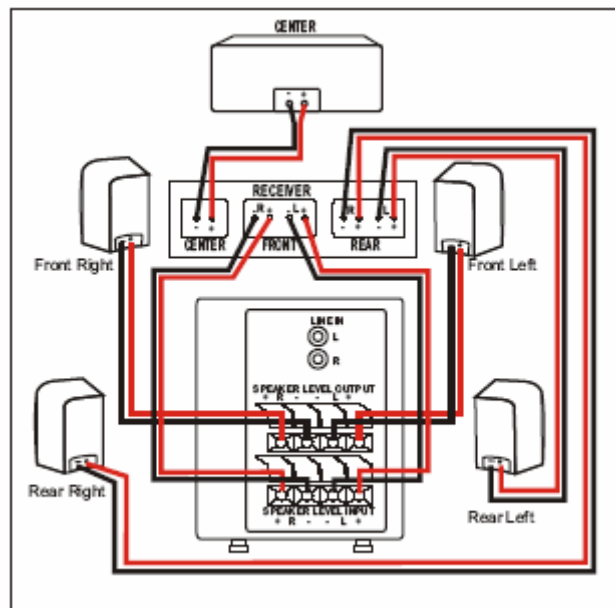 CENTER
- +
RECEIVER
R L
- + - +
R L
- + - + - +
CENTER FRONT REAR
Front Right
Front Left
LINE IN
L
R
SPEAKER LEVEL OUTPUT
+ R - - L +
Rear Right
Rear Left
SPEAKER LEVEL INPUT
+ R - - L +